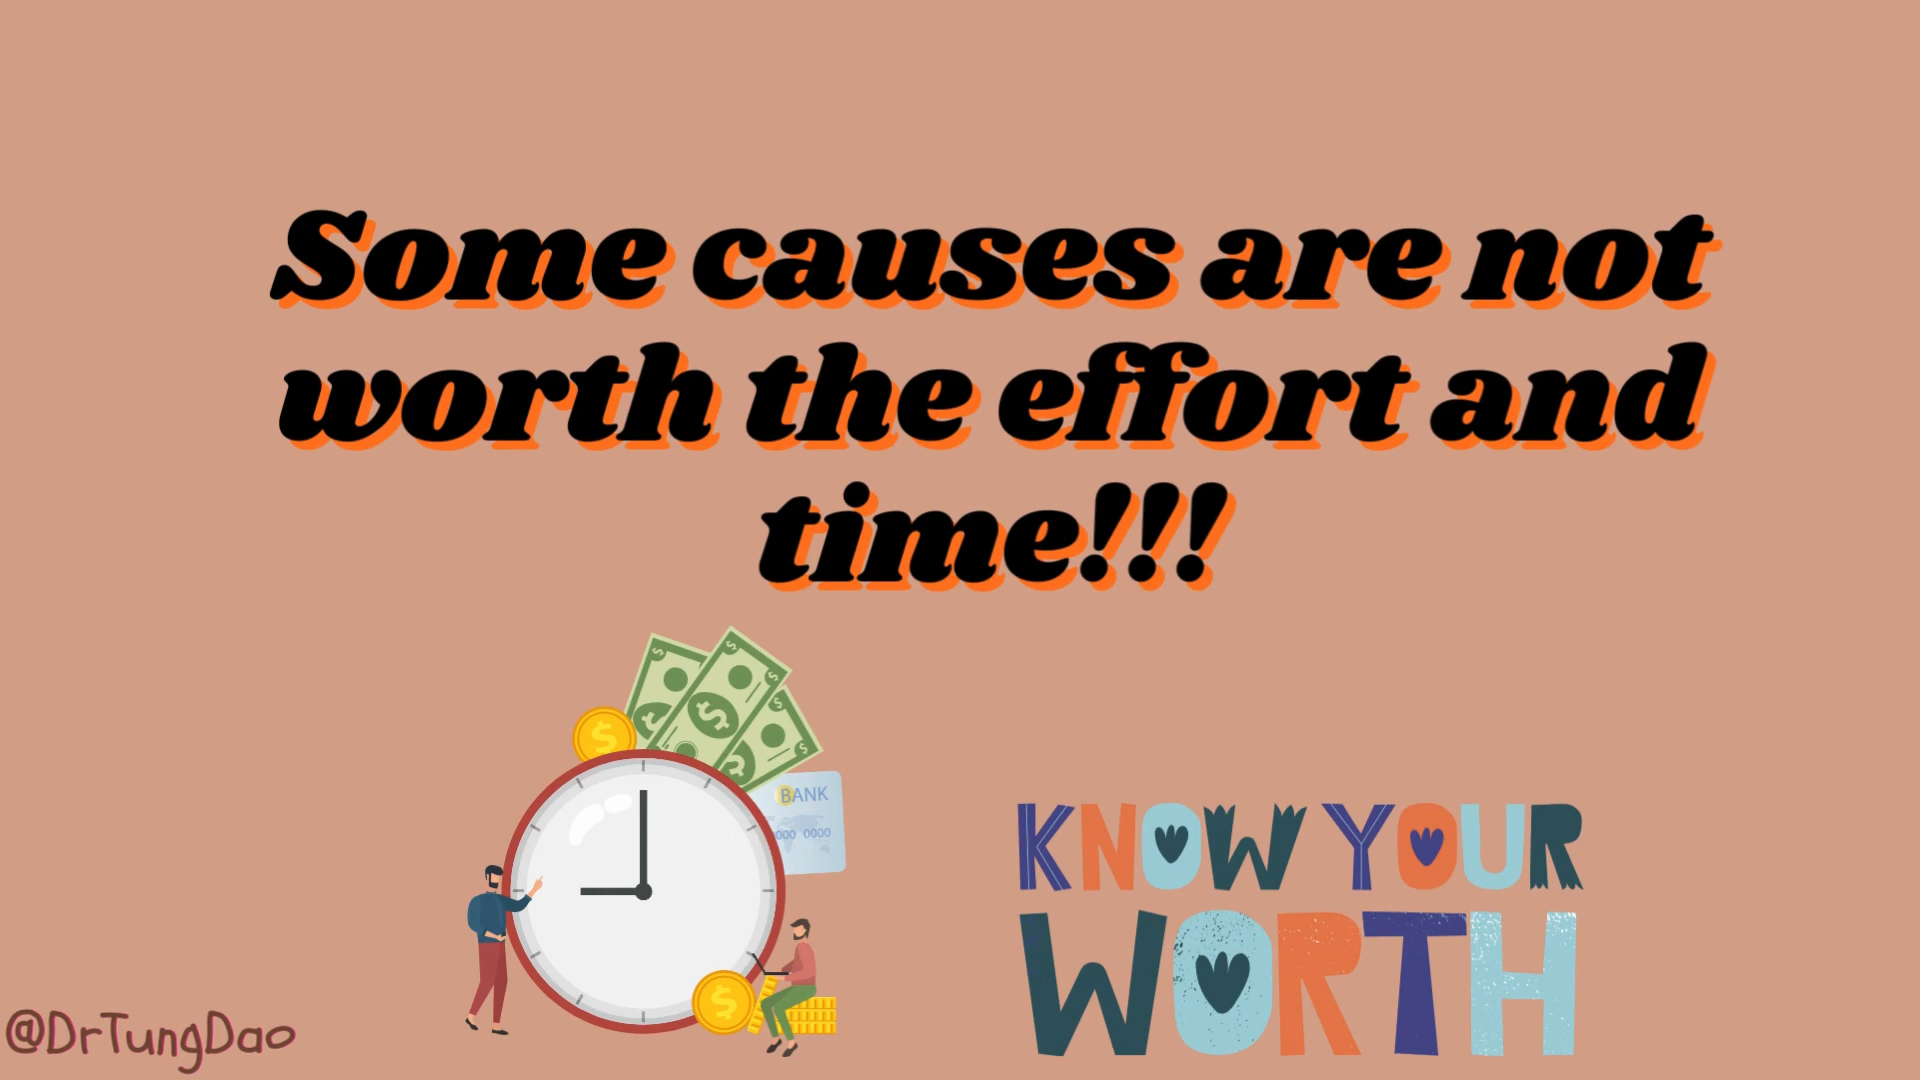 Some causes are not
worth the effort and
time!!!
BANK
0000 0000
KNOW YOUR
WORTH
@DrTungDao